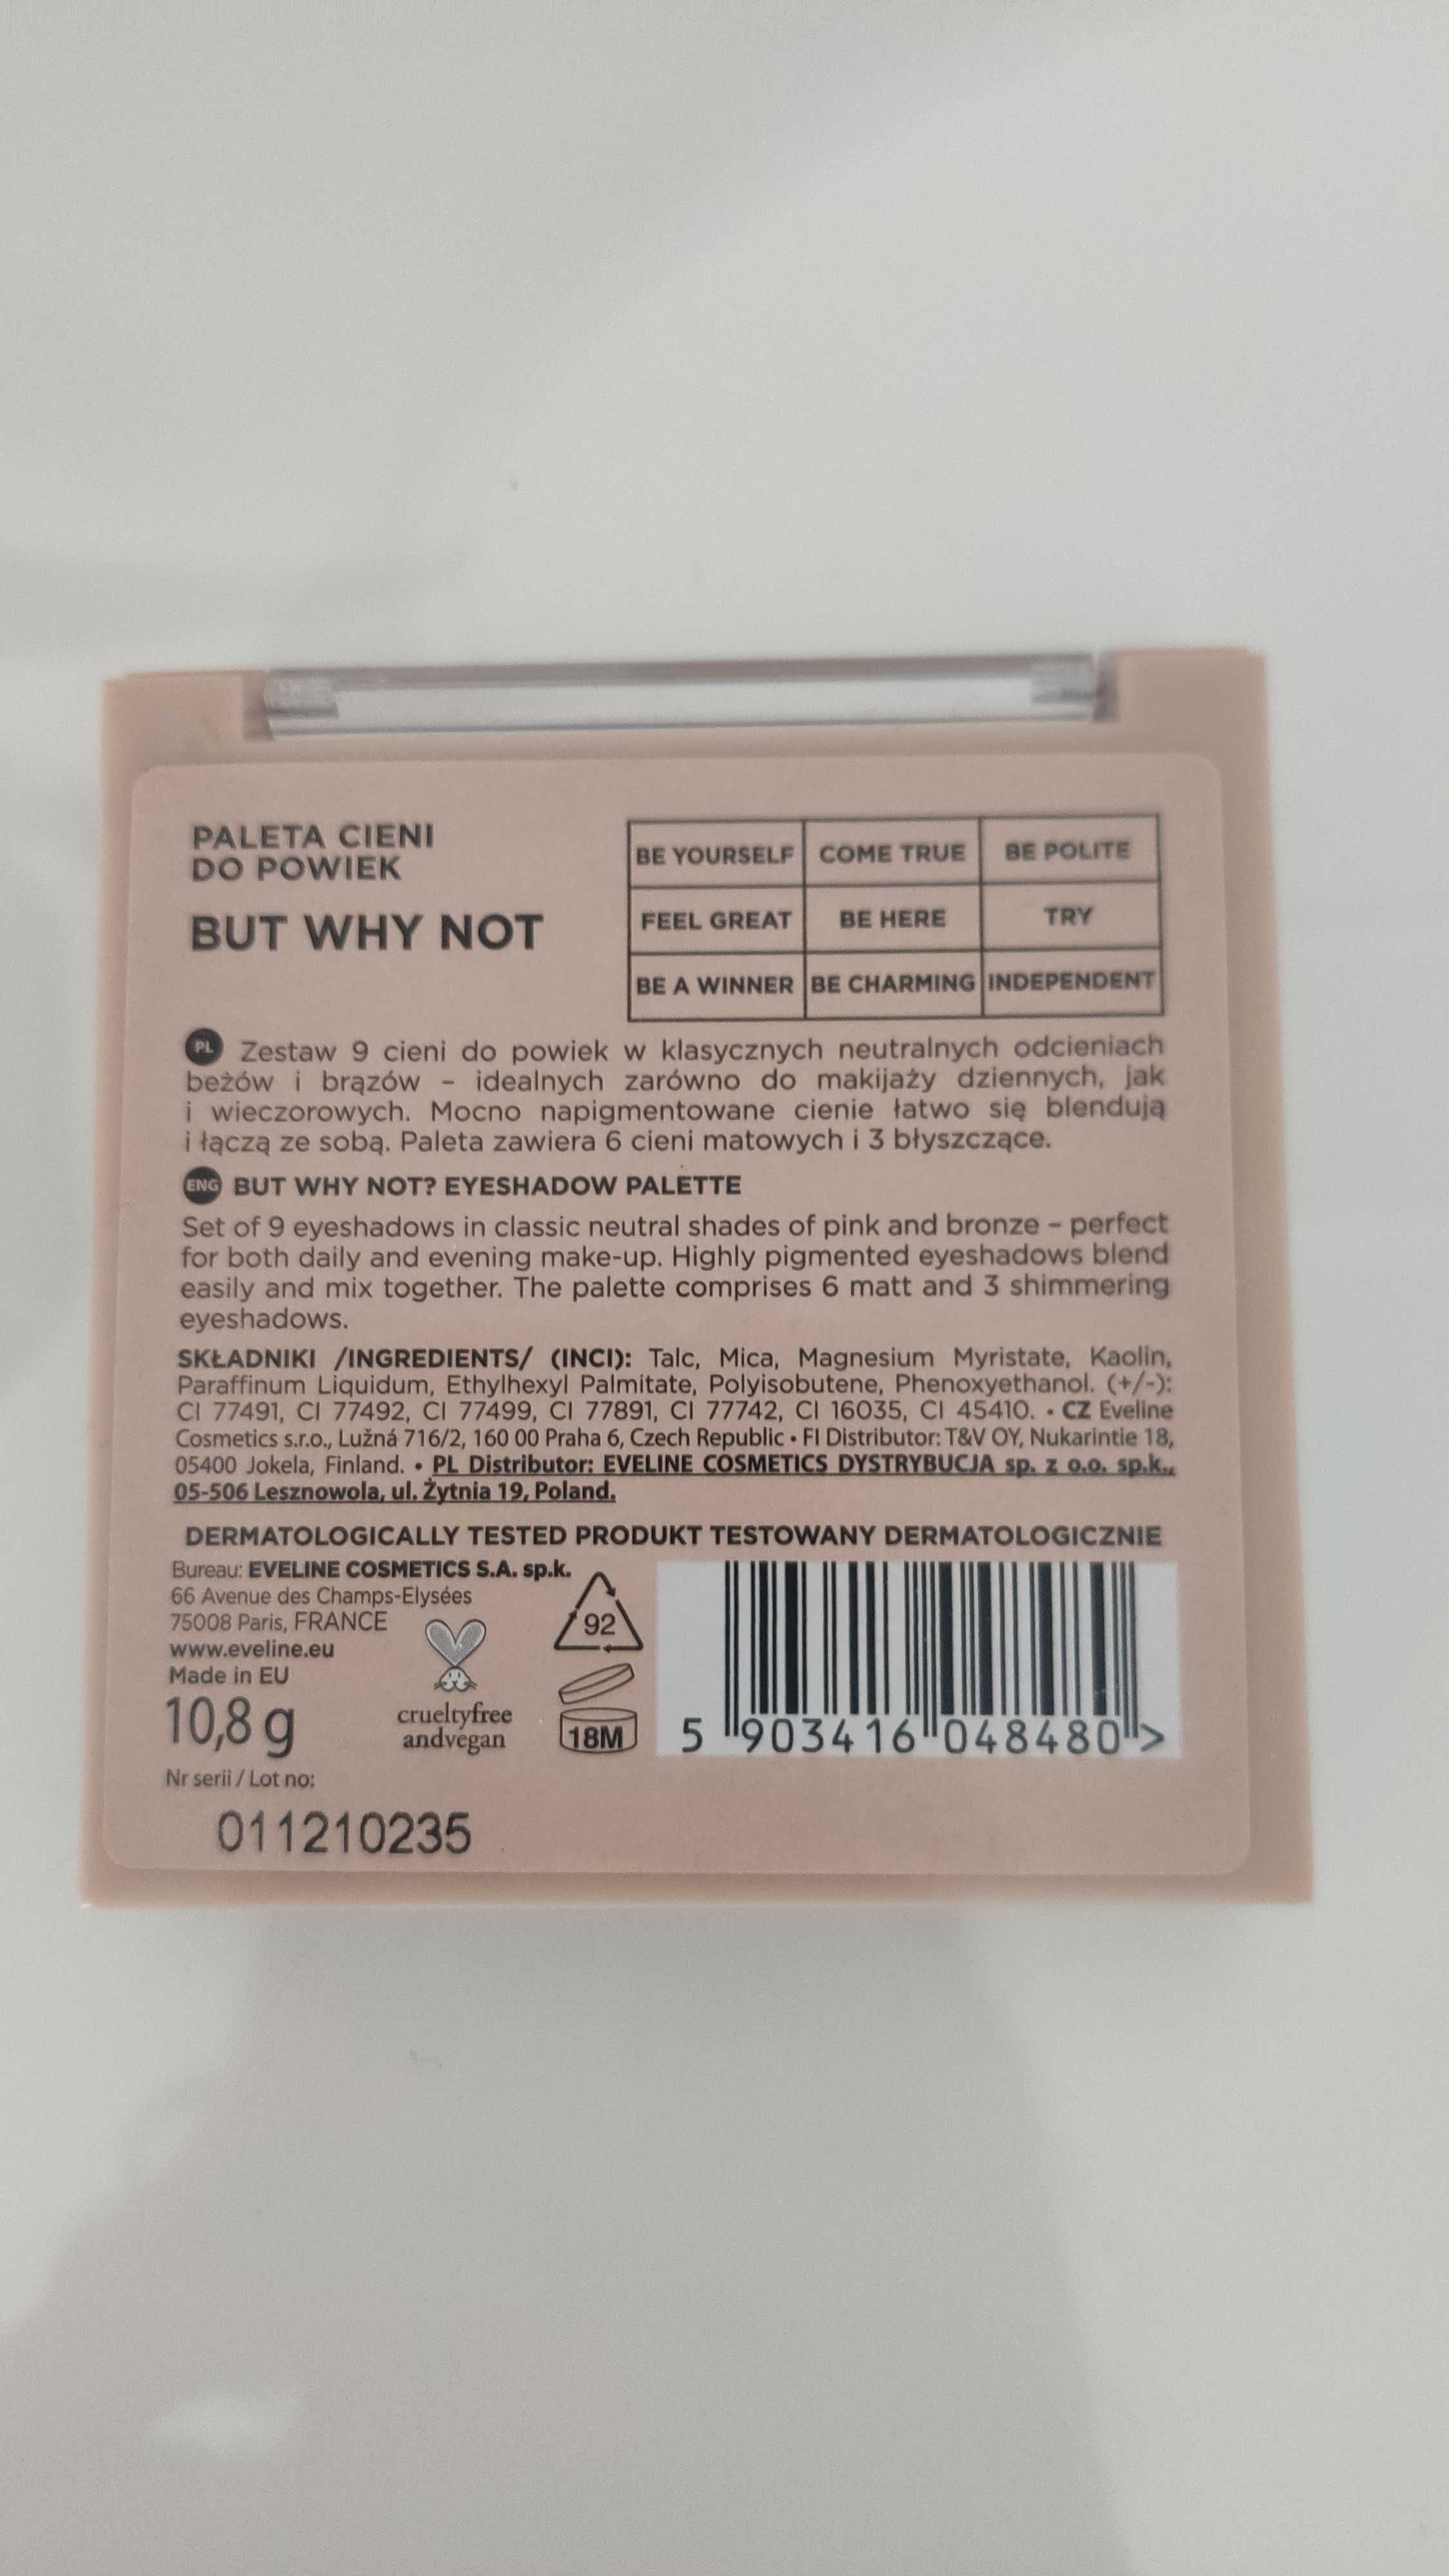 PALETA CIENI
DO POWIEK
BUT WHY NOT
BE YOURSELF COME TRUE BE POLITE
FEEL GREAT BE HERE TRY
BE A WINNER BE CHARMING INDEPENDENT
PL Zestaw 9 cieni do powiek w klasycznych neutralnych odcieniach
beżów i brązów – idealnych zarówno do makijaży dziennych, jak
i wieczorowych. Mocno napigmentowane cienie łatwo się blendują
i łączą ze sobą. Paleta zawiera 6 cieni matowych i 3 błyszczące.
ENG BUT WHY NOT? EYESHADOW PALETTE
Set of 9 eyeshadows in classic neutral shades of pink and bronze – perfect
for both daily and evening make-up. Highly pigmented eyeshadows blend
easily and mix together. The palette comprises 6 matt and 3 shimmering
eyeshadows.
SKŁADNIKI /INGREDIENTS/ (INCI): Talc, Mica, Magnesium Myristate, Kaolin,
Paraffinum Liquidum, Ethylhexyl Palmitate, Polyisobutene, Phenoxyethanol. (+/-):
CI 77491, CI 77492, CI 77499, CI 77891, CI 77742, CI 16035, CI 45410. • CZ Eveline
Cosmetics s.r.o., Lužná 716/2, 160 00 Praha 6, Czech Republic • FI Distributor: T&V OY, Nukarintie 18,
05400 Jokela, Finland. • PL Distributor: EVELINE COSMETICS DYSTRYBUCJA sp. z o.o. sp.k.,
05-506 Lesznowola, ul. Żytnia 19, Poland.
DERMATOLOGICALLY TESTED PRODUKT TESTOWANY DERMATOLOGICZNIE
Bureau: EVELINE COSMETICS S.A. sp.k.
66 Avenue des Champs-Elysées
75008 Paris, FRANCE
www.eveline.eu
Made in EU
10,8 g
crueltyfree
andvegan
92
18M
5 903416 048480 >
Nr serii / Lot no:
011210235